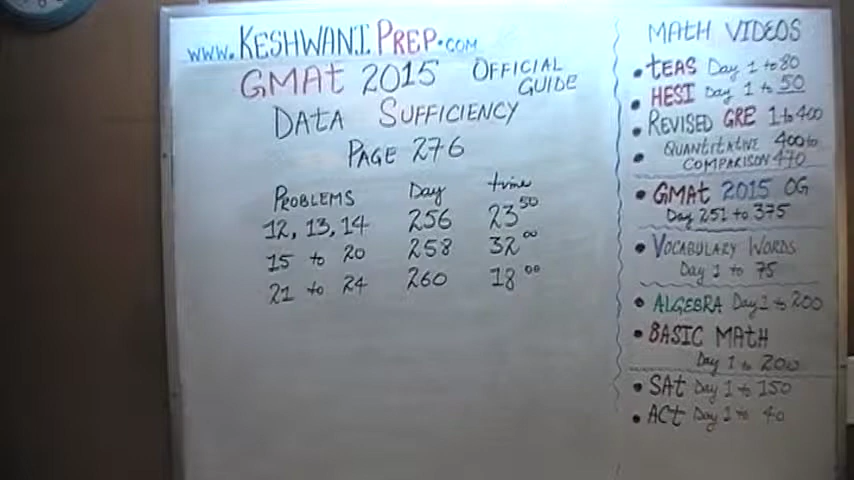 www.KESHWANI PREP.COM
GMAt 2015 OFFICIAL GUIDE
DATA SUFFICIENCY
PAGE 276
PROBLEMS Day time
12, 13, 14 256 23 50
15 to 20 258 32 00
21 to 24 260 18 00
MATH VIDEOS
• tEAS Day 1 to 80
• HESI Day 1 to 50
• REVISED GRE 1 to 400
• QUANTITATIVE 400 to
COMPARISON 470
• GMAt 2015 OG
Day 251 to 375
• VOCABULARY WORDS
Day 1 to 75
• ALGEBRA Day 1 to 200
• BASIC MATH
Day 1 to 200
• SAt Day 1 to 150
• ACt Day 1 to 40